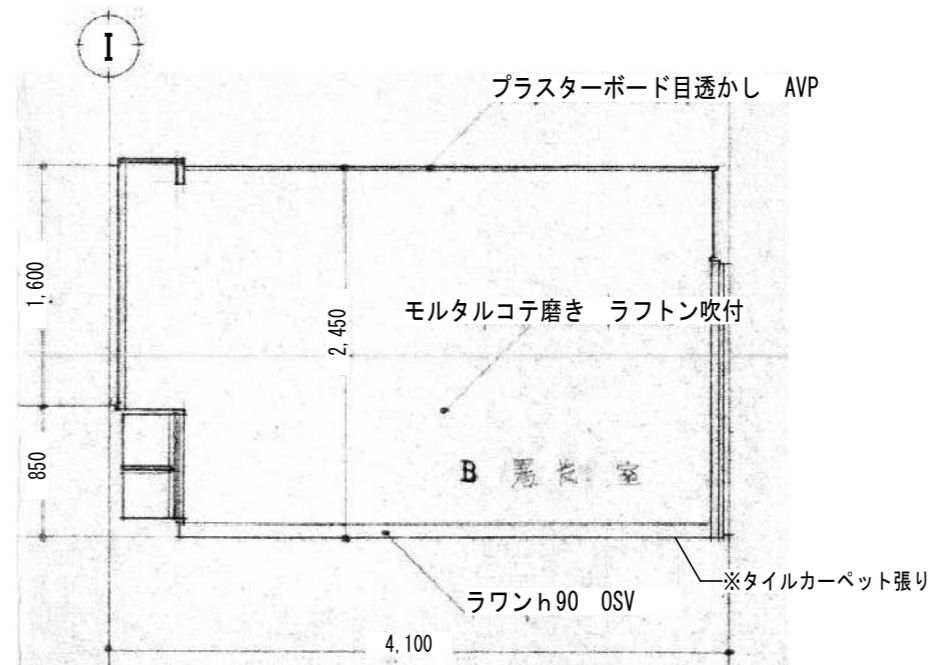 I
プラスターボード目透かし AVP
1,600
2,450
モルタルコテ磨き ラフトン吹付
850
B 室
※タイルカーペット張り
ラワンh90 OSV
4,100